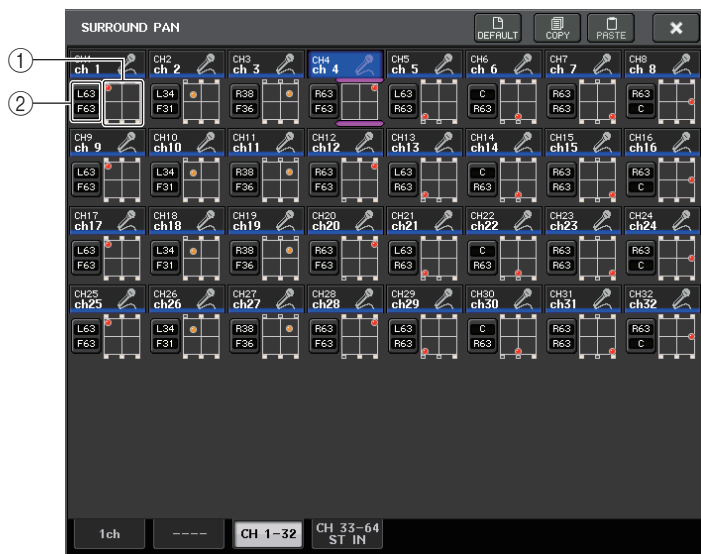 SURROUND PAN DEFAULT COPY PASTE
①
②
CH1 CH2 CH3 CH4 CH5 CH6 CH7 CH8
ch 1 ch 2 ch 3 ch 4 ch 5 ch 6 ch 7 ch 8
L63 L34 R38 R63 L63 C R63 R63
F63 F31 F36 F63 R63 R63 R63 C
CH9 CH10 CH11 CH12 CH13 CH14 CH15 CH16
ch 9 ch10 ch11 ch12 ch13 ch14 ch15 ch16
L63 L34 R38 R63 L63 C R63 R63
F63 F31 F36 F63 R63 R63 R63 C
CH17 CH18 CH19 CH20 CH21 CH22 CH23 CH24
ch17 ch18 ch19 ch20 ch21 ch22 ch23 ch24
L63 L34 R38 R63 L63 C R63 R63
F63 F31 F36 F63 R63 R63 R63 C
CH25 CH26 CH27 CH28 CH29 CH30 CH31 CH32
ch25 ch26 ch27 ch28 ch29 ch30 ch31 ch32
L63 L34 R38 R63 L63 C R63 R63
F63 F31 F36 F63 R63 R63 R63 C
1ch ---- CH 1-32 CH 33-64
ST IN